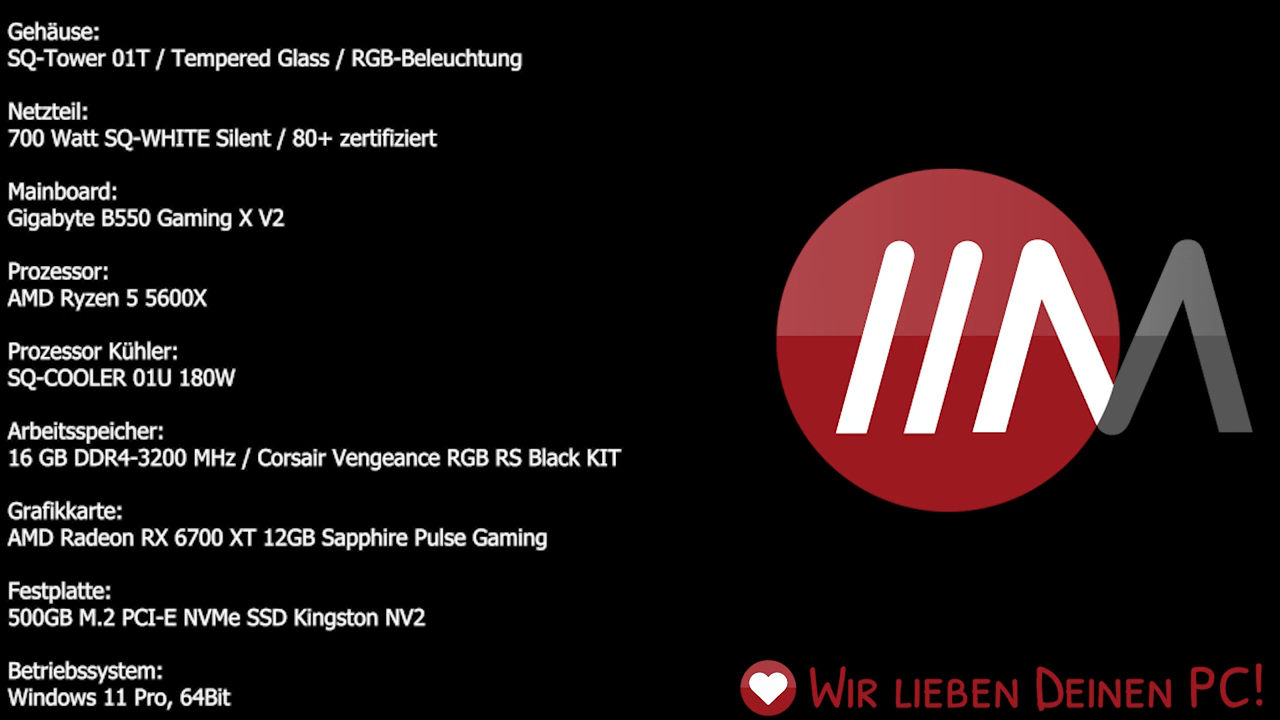 Gehäuse:
SQ-Tower 01T / Tempered Glass / RGB-Beleuchtung
Netzteil:
700 Watt SQ-WHITE Silent / 80+ zertifiziert
Mainboard:
Gigabyte B550 Gaming X V2
Prozessor:
AMD Ryzen 5 5600X
Prozessor Kühler:
SQ-COOLER 01U 180W
Arbeitsspeicher:
16 GB DDR4-3200 MHz / Corsair Vengeance RGB RS Black KIT
Grafikkarte:
AMD Radeon RX 6700 XT 12GB Sapphire Pulse Gaming
Festplatte:
500GB M.2 PCI-E NVMe SSD Kingston NV2
Betriebssystem:
Windows 11 Pro, 64Bit
WIR LIEBEN DEINEN PC!